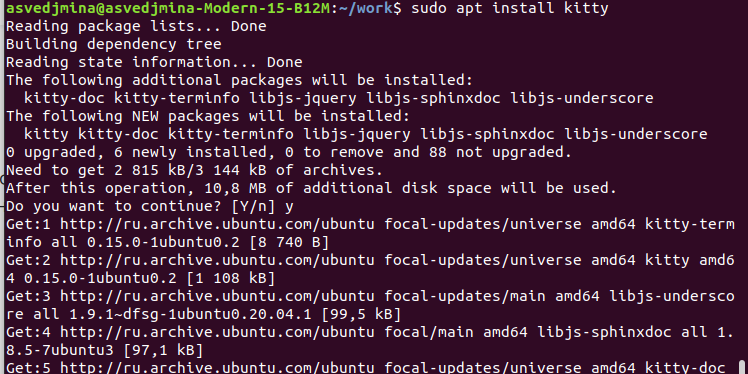 asvedjmina@asvedjmina-Modern-15-B12M:~/work$ sudo apt install kitty
Reading package lists... Done
Building dependency tree
Reading state information... Done
The following additional packages will be installed:
  kitty-doc kitty-terminfo libjs-jquery libjs-sphinxdoc libjs-underscore
The following NEW packages will be installed:
  kitty kitty-doc kitty-terminfo libjs-jquery libjs-sphinxdoc libjs-underscore
0 upgraded, 6 newly installed, 0 to remove and 88 not upgraded.
Need to get 2 815 kB/3 144 kB of archives.
After this operation, 10,8 MB of additional disk space will be used.
Do you want to continue? [Y/n] y
Get:1 http://ru.archive.ubuntu.com/ubuntu focal-updates/universe amd64 kitty-term
info all 0.15.0-1ubuntu0.2 [8 740 B]
Get:2 http://ru.archive.ubuntu.com/ubuntu focal-updates/universe amd64 kitty amd6
4 0.15.0-1ubuntu0.2 [1 108 kB]
Get:3 http://ru.archive.ubuntu.com/ubuntu focal-updates/main amd64 libjs-undersco
re all 1.9.1~dfsg-1ubuntu0.20.04.1 [99,5 kB]
Get:4 http://ru.archive.ubuntu.com/ubuntu focal/main amd64 libjs-sphinxdoc all 1.
8.5-7ubuntu3 [97,1 kB]
Get:5 http://ru.archive.ubuntu.com/ubuntu focal-updates/universe amd64 kitty-doc